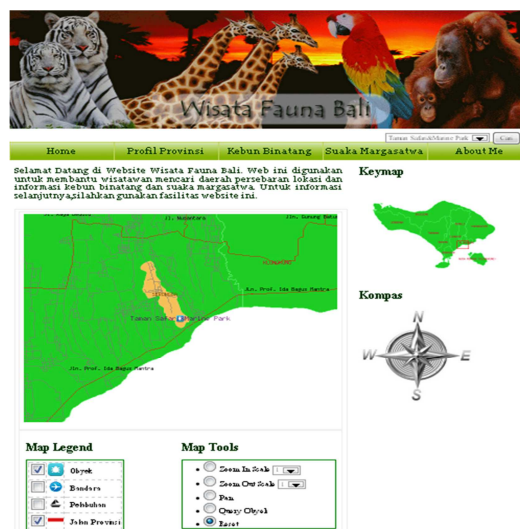 Wisata Fauna Bali
Taman Safari&Marine Park Cari
Home Profil Provinsi Kebun Binatang Suaka Margasatwa About Me
Selamat Datang di Website Wisata Fauna Bali. Web ini digunakan
untuk membantu wisatawan mencari daerah persebaran lokasi dan
informasi kebun binatang dan suaka margasatwa. Untuk informasi
selanjutnya,silahkan gunakan fasilitas website ini.
Keymap
Jl. Nusantara
Jln. Prof. Ida Bagus Mantra
Taman Safari Marine Park
Jln. Prof. Ida Bagus Mantra
Kompas
N
W E
S
Map Legend
Obyek
Bandara
Pelabuhan
Jalan Provinsi
Map Tools
Zoom In Scale 1
Zoom Out Scale 1
Pan
Query Obyek
Reset